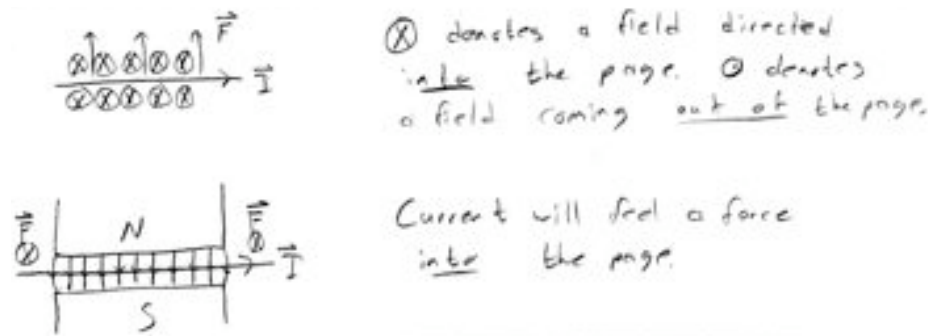 F
I
⊗ denotes a field directed
into the page. ⊙ denotes
a field coming out of the page.
F N F
I
S
Current will feel a force
into the page.